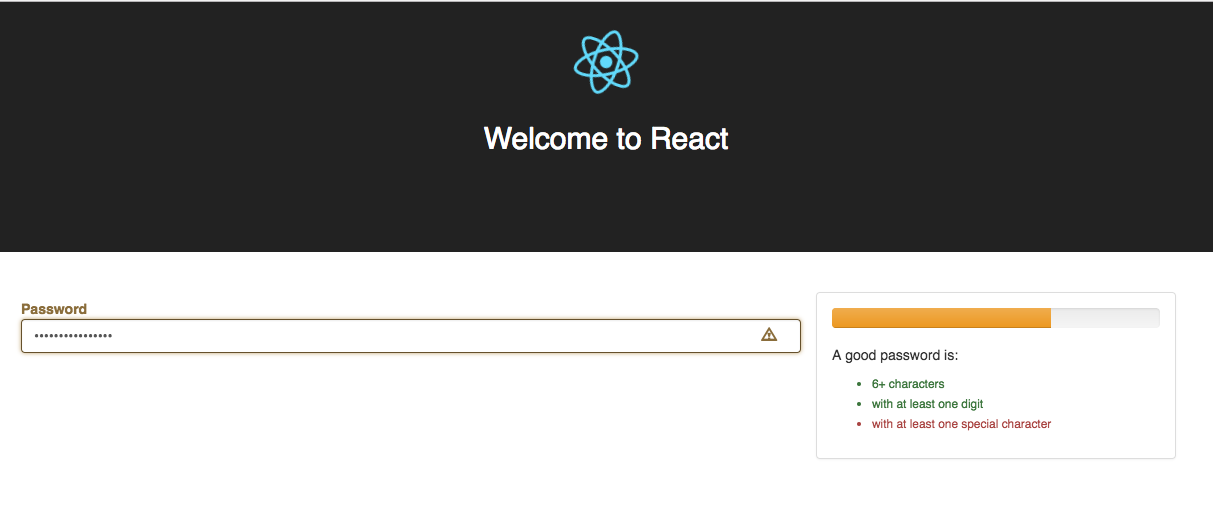 Welcome to React
Password
••••••••••••••••
A good password is:
• 6+ characters
• with at least one digit
• with at least one special character